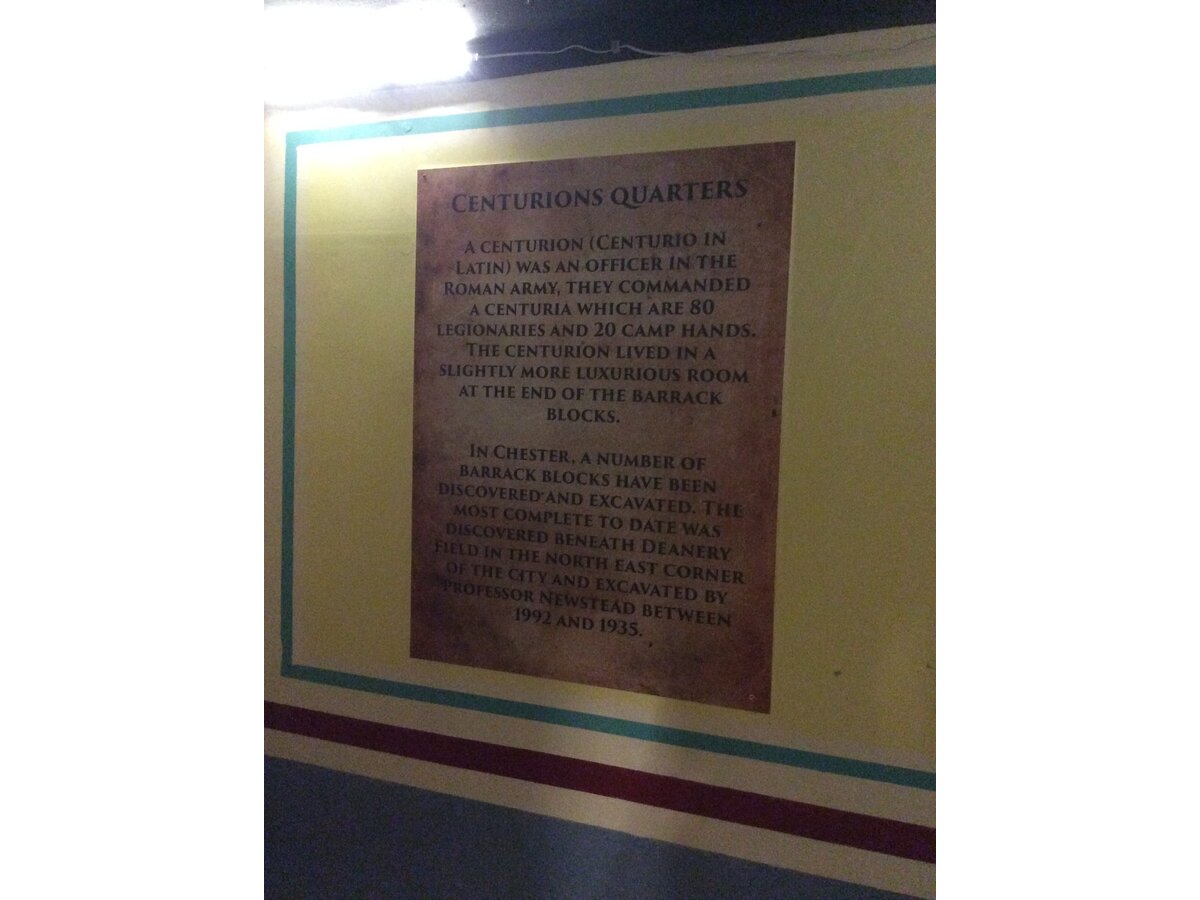 CENTURIONS QUARTERS
A CENTURION (CENTURIO IN
LATIN) WAS AN OFFICER IN THE
ROMAN ARMY, THEY COMMANDED
A CENTURIA WHICH ARE 80
LEGIONARIES AND 20 CAMP HANDS.
THE CENTURION LIVED IN A
SLIGHTLY MORE LUXURIOUS ROOM
AT THE END OF THE BARRACK
BLOCKS.
IN CHESTER, A NUMBER OF
BARRACK BLOCKS HAVE BEEN
DISCOVERED AND EXCAVATED. THE
MOST COMPLETE TO DATE WAS
DISCOVERED BENEATH DEANERY
FIELD IN THE NORTH EAST CORNER
OF THE CITY AND EXCAVATED BY
PROFESSOR NEWSTEAD BETWEEN
1992 AND 1935.